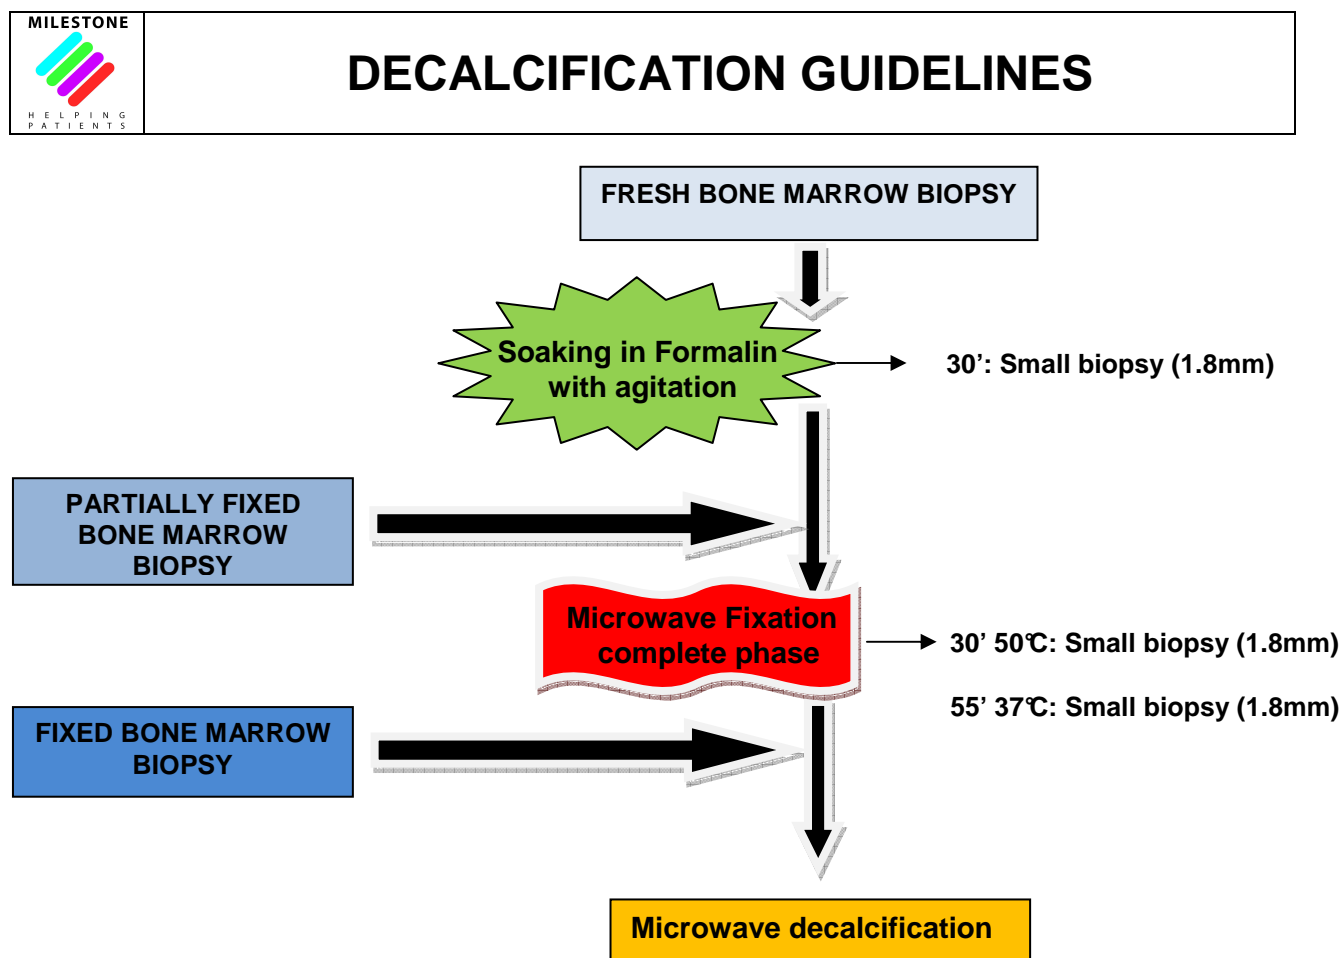 MILESTONE
HELPING
PATIENTS
DECALCIFICATION GUIDELINES
FRESH BONE MARROW BIOPSY
Soaking in Formalin
with agitation
30’: Small biopsy (1.8mm)
PARTIALLY FIXED
BONE MARROW
BIOPSY
Microwave Fixation
complete phase
30’ 50°C: Small biopsy (1.8mm)
55’ 37°C: Small biopsy (1.8mm)
FIXED BONE MARROW
BIOPSY
Microwave decalcification